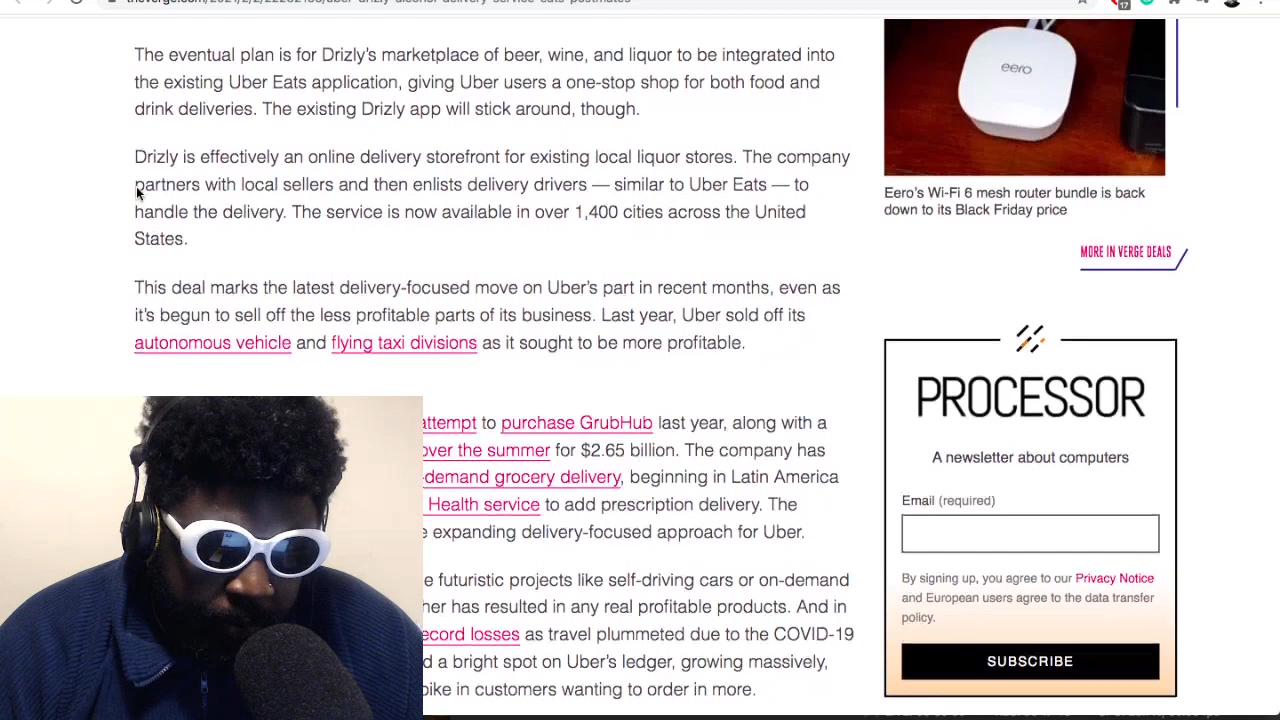 The eventual plan is for Drizly's marketplace of beer, wine, and liquor to be integrated into
the existing Uber Eats application, giving Uber users a one-stop shop for both food and
drink deliveries. The existing Drizly app will stick around, though.
Drizly is effectively an online delivery storefront for existing local liquor stores. The company
partners with local sellers and then enlists delivery drivers — similar to Uber Eats — to
handle the delivery. The service is now available in over 1,400 cities across the United
States.
This deal marks the latest delivery-focused move on Uber's part in recent months, even as
it's begun to sell off the less profitable parts of its business. Last year, Uber sold off its
autonomous vehicle and flying taxi divisions as it sought to be more profitable.
attempt to purchase GrubHub last year, along with a
over the summer for $2.65 billion. The company has
-demand grocery delivery, beginning in Latin America
Health service to add prescription delivery. The
expanding delivery-focused approach for Uber.
futuristic projects like self-driving cars or on-demand
has resulted in any real profitable products. And in
losses as travel plummeted due to the COVID-19
a bright spot on Uber's ledger, growing massively,
in customers wanting to order in more.
eero
Eero's Wi-Fi 6 mesh router bundle is back
down to its Black Friday price
MORE IN VERGE DEALS
PROCESSOR
A newsletter about computers
Email (required)
By signing up, you agree to our Privacy Notice
and European users agree to the data transfer
policy.
SUBSCRIBE
17